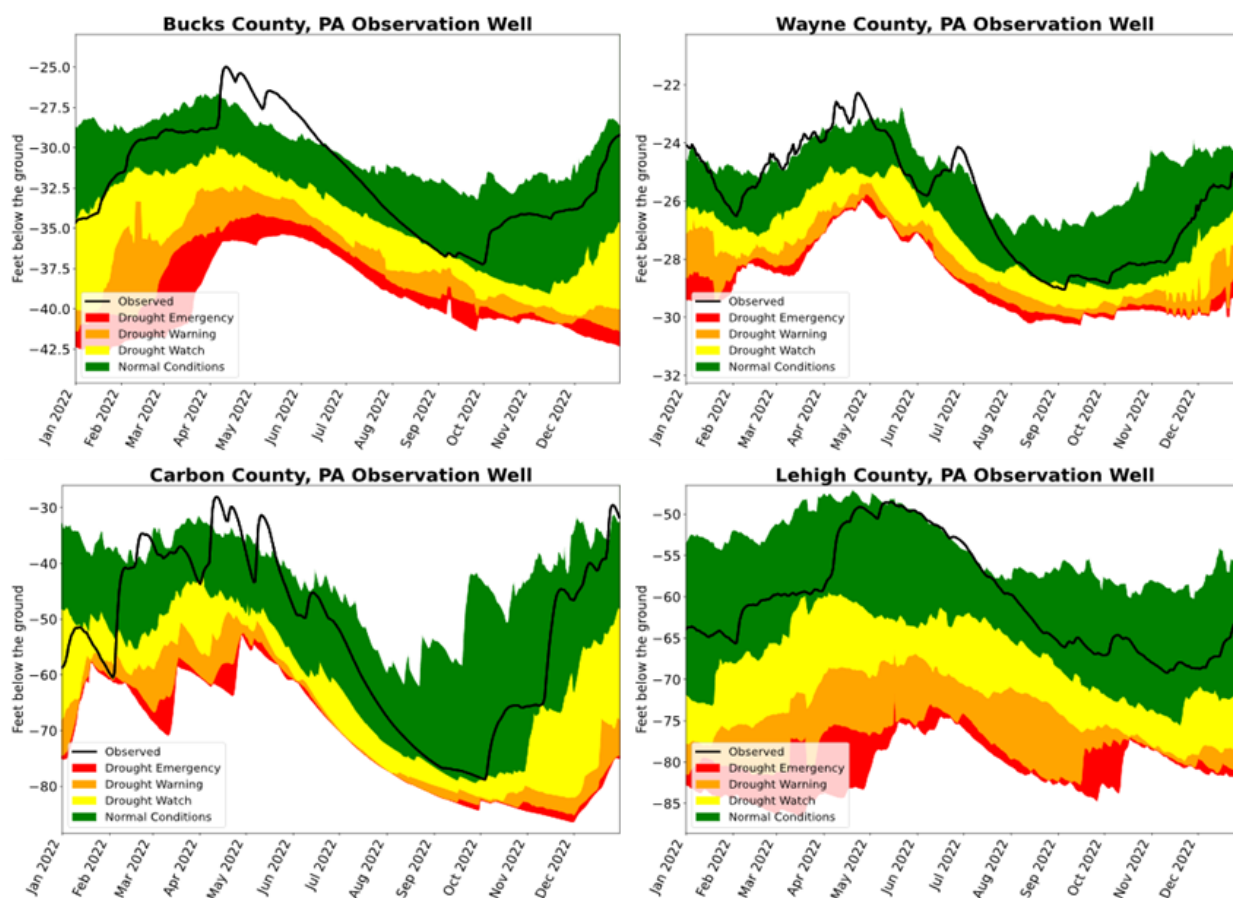 Bucks County, PA Observation Well
Feet below the ground
−25.0
−27.5
−30.0
−32.5
−35.0
−37.5
−40.0
−42.5
Observed
Drought Emergency
Drought Warning
Drought Watch
Normal Conditions
Jan 2022
Feb 2022
Mar 2022
Apr 2022
May 2022
Jun 2022
Jul 2022
Aug 2022
Sep 2022
Oct 2022
Nov 2022
Dec 2022
Wayne County, PA Observation Well
Feet below the ground
−22
−24
−26
−28
−30
−32
Observed
Drought Emergency
Drought Warning
Drought Watch
Normal Conditions
Jan 2022
Feb 2022
Mar 2022
Apr 2022
May 2022
Jun 2022
Jul 2022
Aug 2022
Sep 2022
Oct 2022
Nov 2022
Dec 2022
Carbon County, PA Observation Well
Feet below the ground
−30
−40
−50
−60
−70
−80
Observed
Drought Emergency
Drought Warning
Drought Watch
Normal Conditions
Jan 2022
Feb 2022
Mar 2022
Apr 2022
May 2022
Jun 2022
Jul 2022
Aug 2022
Sep 2022
Oct 2022
Nov 2022
Dec 2022
Lehigh County, PA Observation Well
Feet below the ground
−50
−55
−60
−65
−70
−75
−80
−85
Observed
Drought Emergency
Drought Warning
Drought Watch
Normal Conditions
Jan 2022
Feb 2022
Mar 2022
Apr 2022
May 2022
Jun 2022
Jul 2022
Aug 2022
Sep 2022
Oct 2022
Nov 2022
Dec 2022